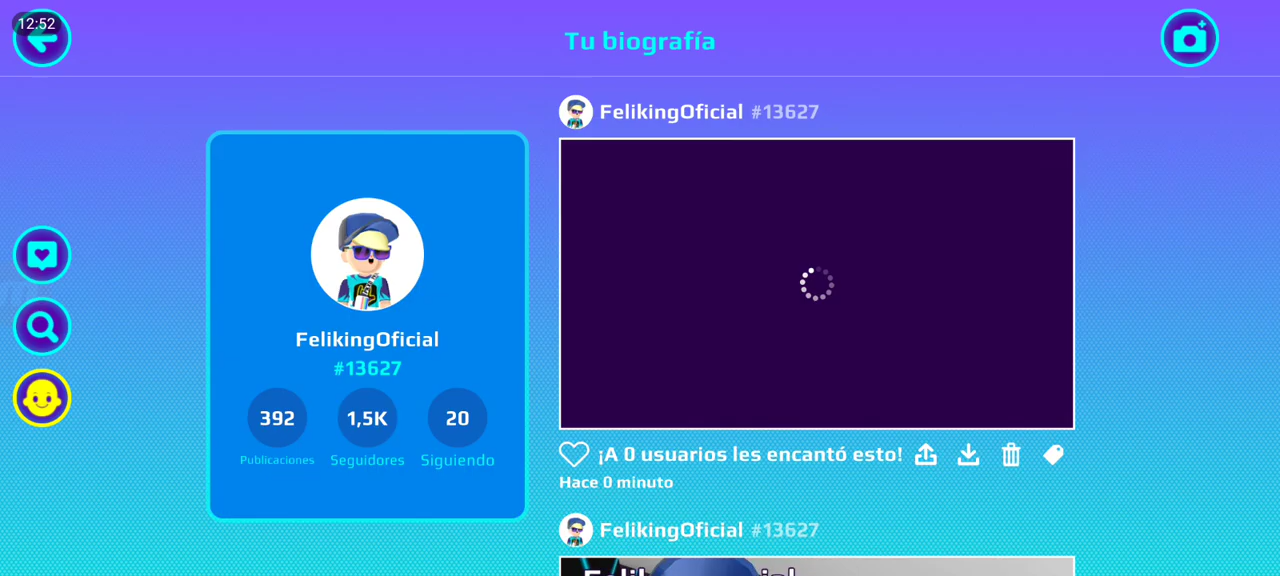 12:52
Tu biografía
FelikingOficial #13627
FelikingOficial
#13627
392
1,5K
20
Publicaciones
Seguidores
Siguiendo
¡A 0 usuarios les encantó esto!
Hace 0 minuto
FelikingOficial #13627